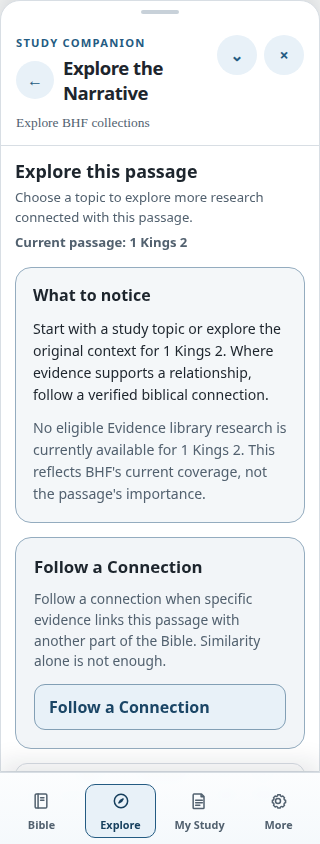 STUDY COMPANION
Explore the
Narrative
Explore BHF collections
Explore this passage
Choose a topic to explore more research
connected with this passage.
Current passage: 1 Kings 2
What to notice
Start with a study topic or explore the
original context for 1 Kings 2. Where
evidence supports a relationship,
follow a verified biblical connection.
No eligible Evidence library research is
currently available for 1 Kings 2. This
reflects BHF's current coverage, not
the passage's importance.
Follow a Connection
Follow a connection when specific
evidence links this passage with
another part of the Bible. Similarity
alone is not enough.
Follow a Connection
Bible Explore My Study More